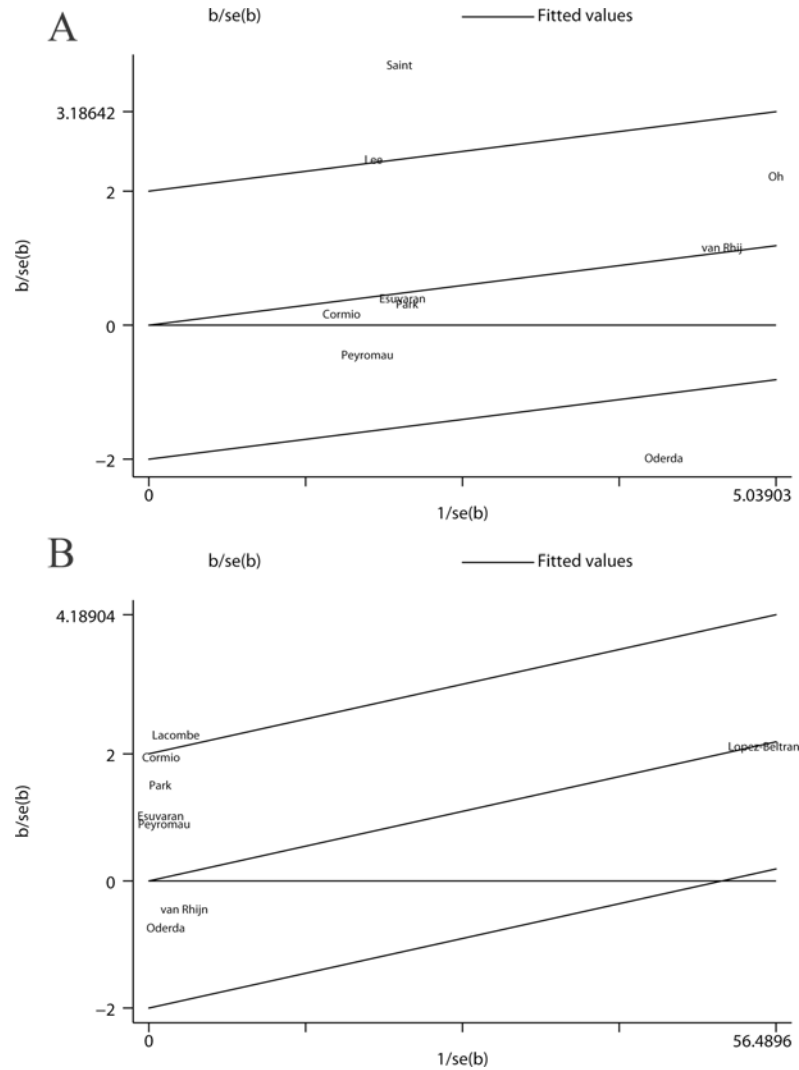 A
b/se(b) Fitted values
Saint
3.18642
Lee
Oh
2
van Rhij
b/se(b)
Esuvaran
Park
Cormio
0
Peyromau
−2
Oderda
0 5.03903
1/se(b)
B
b/se(b) Fitted values
4.18904
Lacombe
Lopez-Beltran
2
Cormio
Park
b/se(b)
Esuvaran
Peyromau
0
van Rhijn
Oderda
−2
0 56.4896
1/se(b)